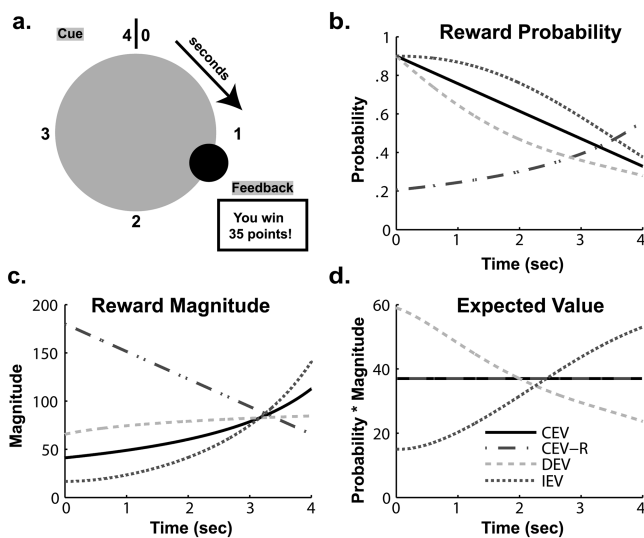 a.
Cue
4 0
seconds
3
1
2
Feedback
You win
35 points!
b.
Reward Probability
Probability
1
.8
.6
.4
.2
0
0 1 2 3 4
Time (sec)
c.
Reward Magnitude
Magnitude
200
150
100
50
0
0 1 2 3 4
Time (sec)
d.
Expected Value
Probability * Magnitude
60
40
20
0
CEV
CEV−R
DEV
IEV
0 1 2 3 4
Time (sec)